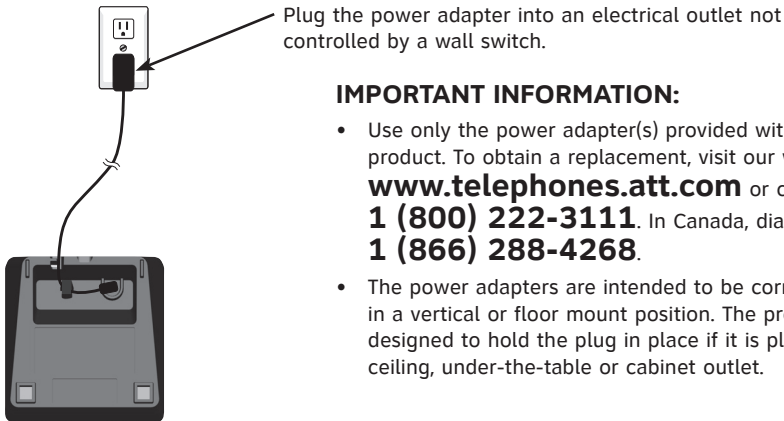 Plug the power adapter into an electrical outlet not
controlled by a wall switch.
IMPORTANT INFORMATION:
• Use only the power adapter(s) provided wit
product. To obtain a replacement, visit our
www.telephones.att.com or c
1 (800) 222-3111. In Canada, dia
1 (866) 288-4268.
• The power adapters are intended to be corr
in a vertical or floor mount position. The pr
designed to hold the plug in place if it is pl
ceiling, under-the-table or cabinet outlet.